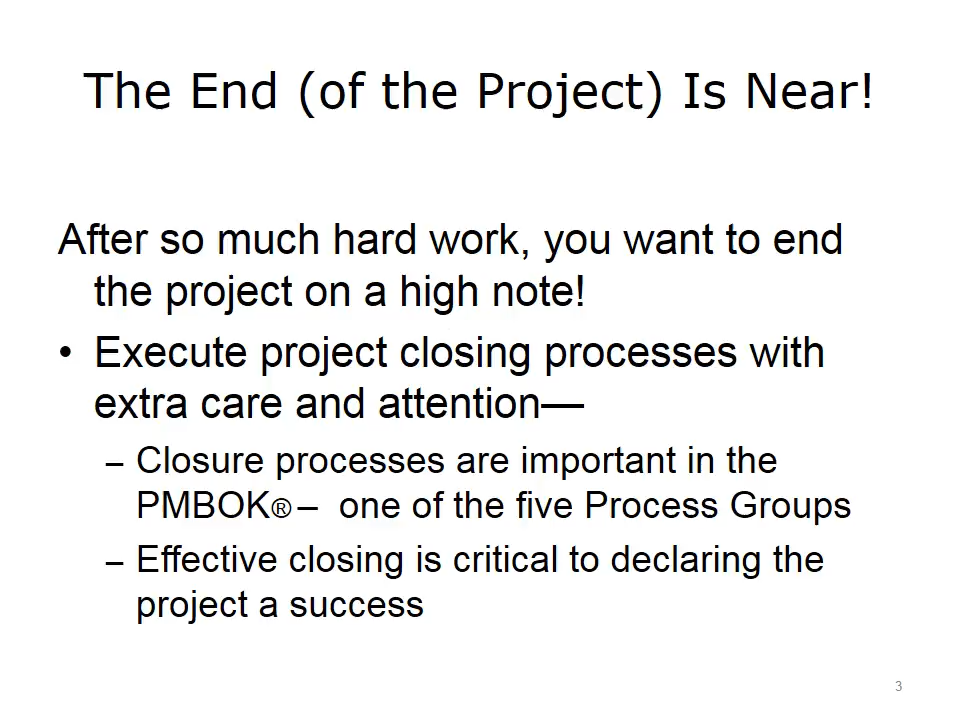 The End (of the Project) Is Near!
After so much hard work, you want to end
the project on a high note!
• Execute project closing processes with
extra care and attention—
– Closure processes are important in the
PMBOK® – one of the five Process Groups
– Effective closing is critical to declaring the
project a success
3